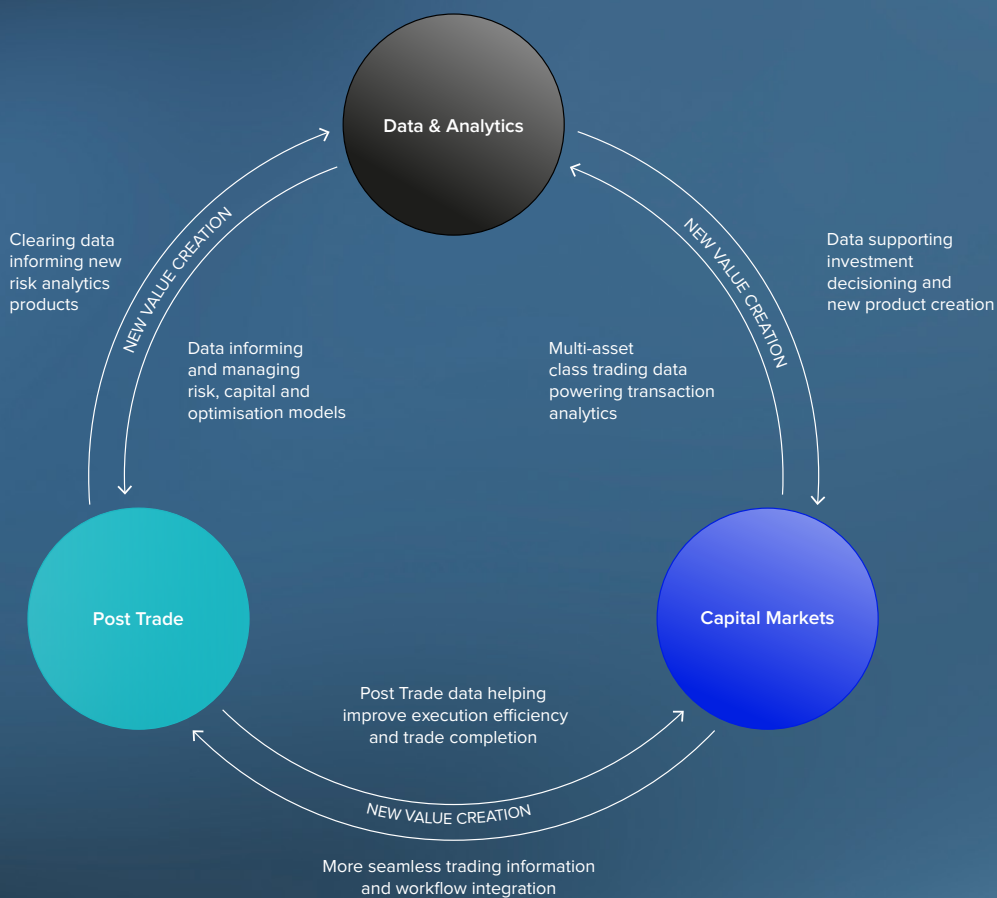 Data & Analytics
NEW VALUE CREATION
Clearing data
informing new
risk analytics
products
Data informing
and managing
risk, capital and
optimisation models
NEW VALUE CREATION
Multi-asset
class trading data
powering transaction
analytics
Data supporting
investment
decisioning and
new product creation
Post Trade
Capital Markets
Post Trade data helping
improve execution efficiency
and trade completion
NEW VALUE CREATION
More seamless trading information
and workflow integration